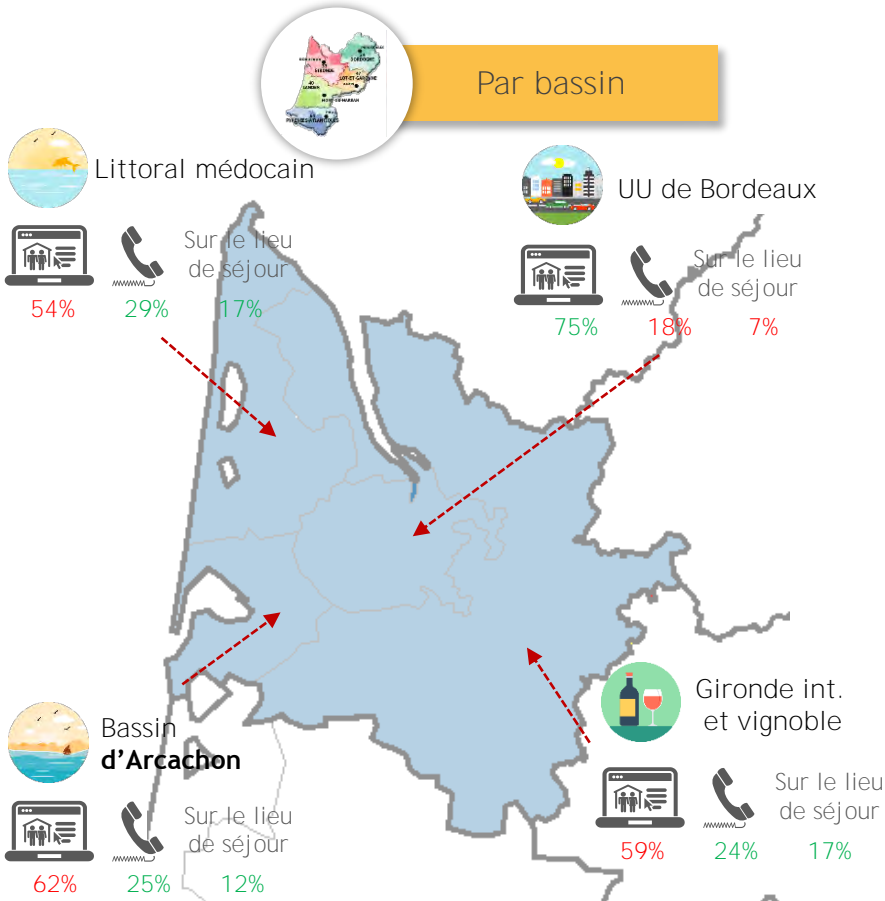 Par bassin
Littoral médocain
Sur le lieu
de séjour
54%
29%
17%
UU de Bordeaux
Sur le lieu
de séjour
75%
18%
7%
Bassin
d’Arcachon
Sur le lieu
de séjour
62%
25%
12%
Gironde int.
et vignoble
Sur le lieu
de séjour
59%
24%
17%